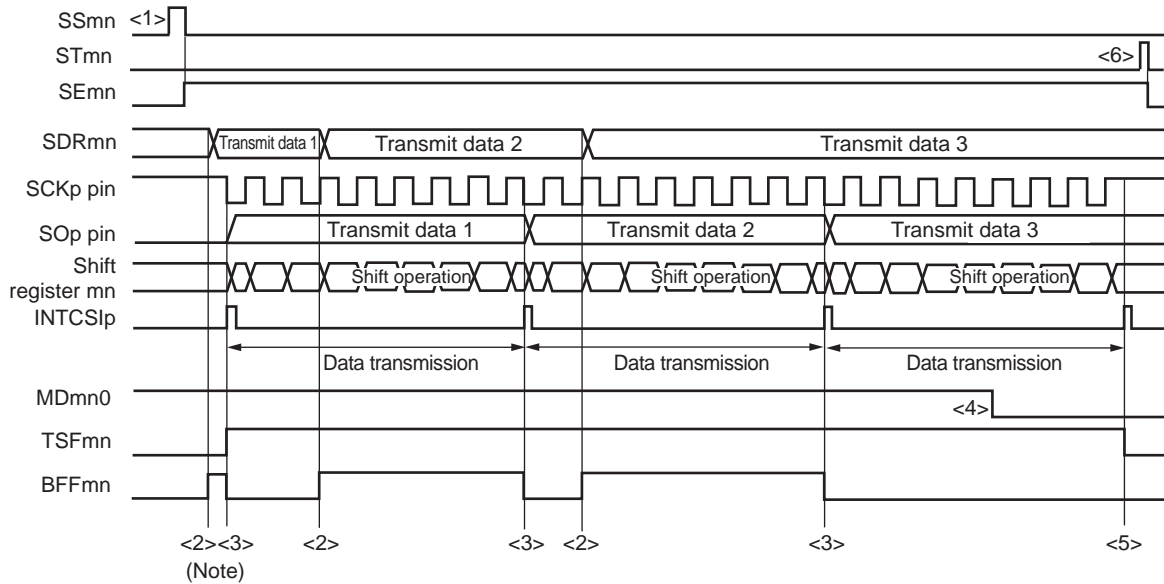 SSmn <1>
STmn <6>
SEmn
SDRmn Transmit data 1 Transmit data 2 Transmit data 3
SCKp pin
SOp pin Transmit data 1 Transmit data 2 Transmit data 3
Shift
register mn Shift operation Shift operation Shift operation
INTCSIp
Data transmission Data transmission Data transmission
MDmn0 <4>
TSFmn
BFFmn
<2><3> <2> <3> <2> <3> <5>
(Note)